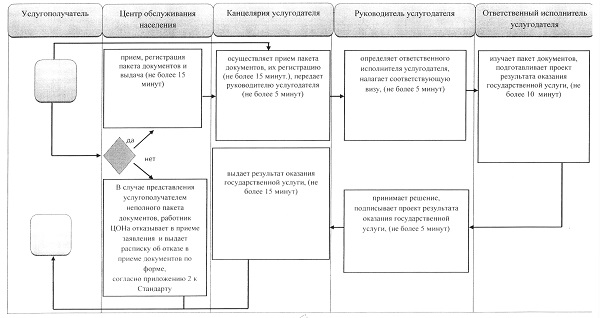 Услугополучатель
Центр обслуживания
населения
Канцелярия услугодателя
Руководитель услугодателя
Ответственный исполнитель
услугодателя
прием, регистрация
пакета документов и
выдача (не более 15
минут)
осуществляет прием пакета
документов, их регистрацию
(не более 15 минут.), передает
руководителю услугодателя
(не более 5 минут)
определяет ответственного
исполнителя услугодателя,
налагает соответствующую
визу, (не более 5 минут)
изучает пакет документов,
подготавливает проект
результата оказания
государственной услуги, (не
более 10 минут)
да
нет
В случае представления
услугополучателем
неполного пакета
документов, работник
ЦОНа отказывает в приеме
заявления и выдает
расписку об отказе в
приеме документов по
форме,
согласно приложению 2 к
Стандарту
выдает результат оказания
государственной услуги, (не
более 15 минут)
принимает решение,
подписывает проект результата
оказания государственной
услуги, (не более 5 минут)